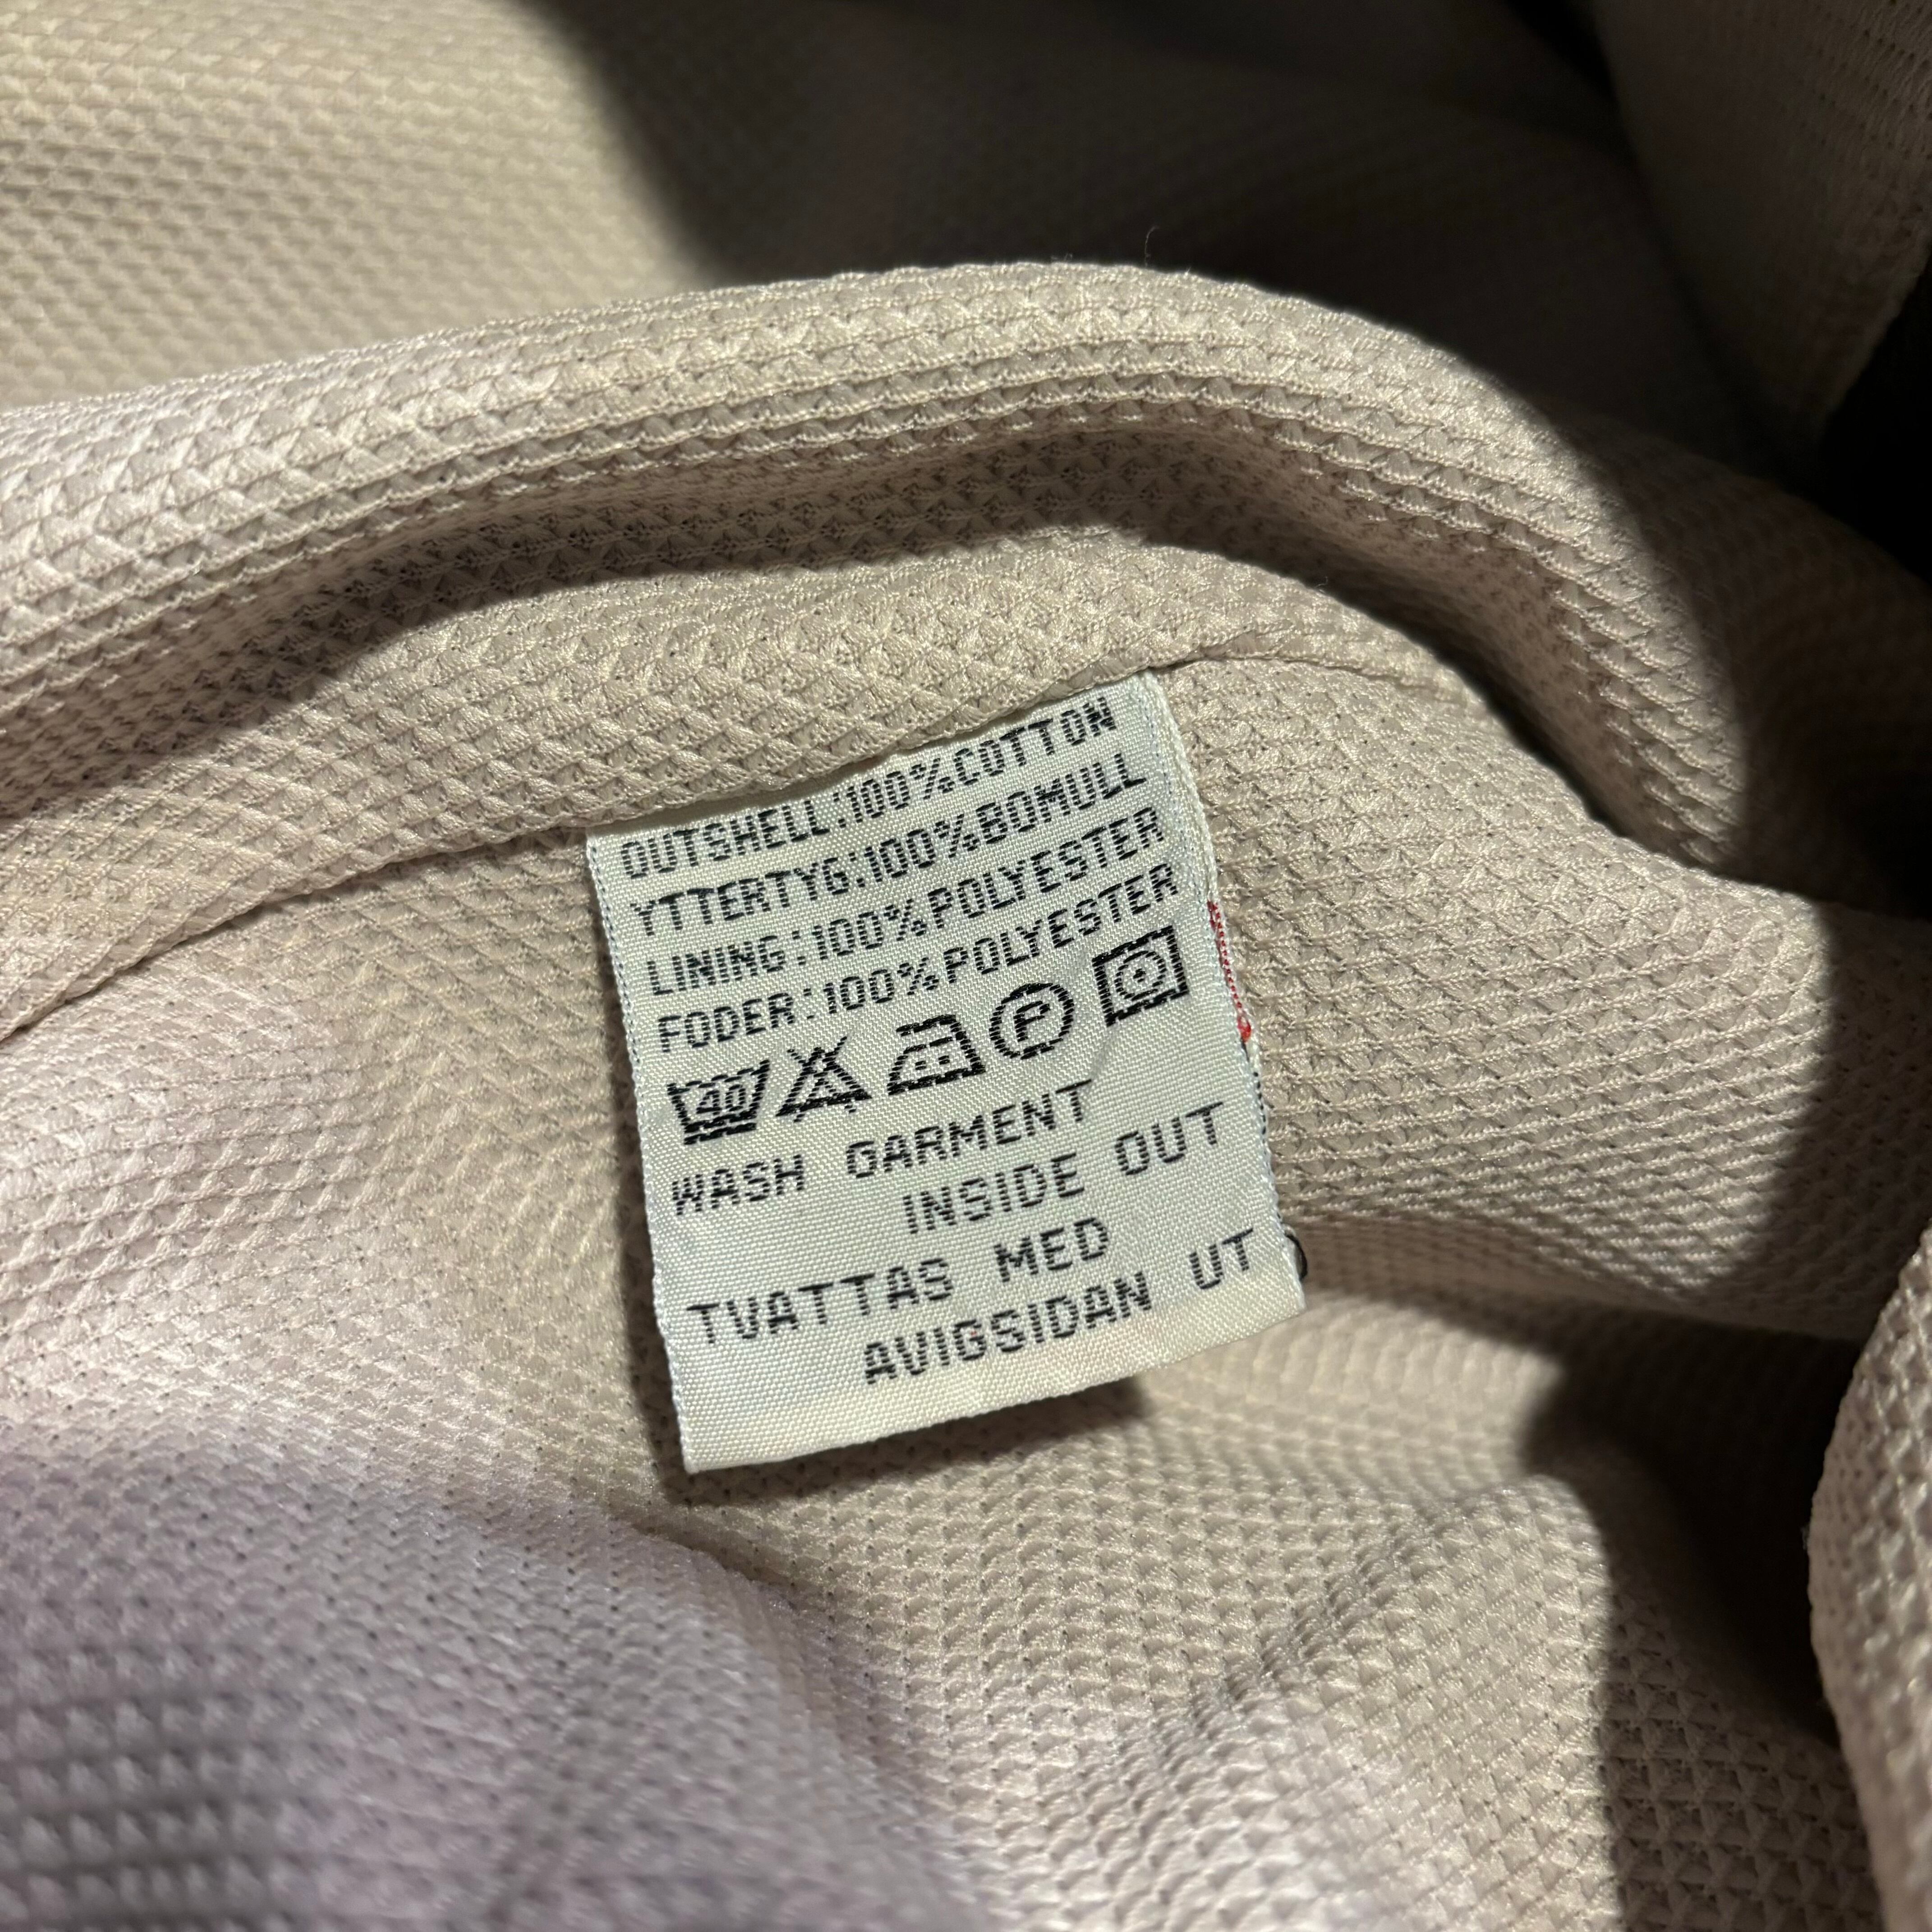 OUTSHELL:100%COTTON
YTTERTYG:100%BOMULL
LINING:100%POLYESTER
FODER:100%POLYESTER
40 P
WASH GARMENT
INSIDE OUT
TVATTAS MED
AVIGSIDAN UT